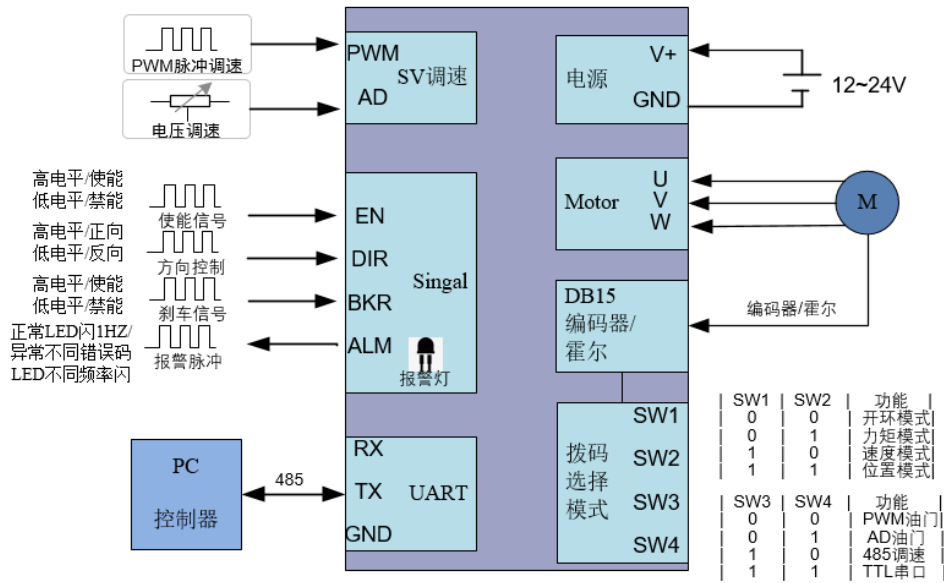 PWM脉冲调速
电压调速
PWM
AD
SV调速
电源
V+
GND
12~24V
高电平/使能
低电平/禁能
使能信号
高电平/正向
低电平/反向
方向控制
高电平/使能
低电平/禁能
刹车信号
正常LED闪1HZ/
异常不同错误码
LED不同频率闪
报警脉冲
EN
DIR
BKR
ALM
Singal
报警灯
Motor
U
V
W
M
DB15
编码器/
霍尔
编码器/霍尔
PC
控制器
485
RX
TX
GND
UART
拨码
选择
模式
SW1
SW2
SW3
SW4
| SW1 | SW2 | 功能 |
| 0 | 0 | 开环模式|
| 0 | 1 | 力矩模式|
| 1 | 0 | 速度模式|
| 1 | 1 | 位置模式|
| SW3 | SW4 | 功能 |
| 0 | 0 | PWM油门|
| 0 | 1 | AD油门 |
| 1 | 0 | 485调速 |
| 1 | 1 | TTL串口 |